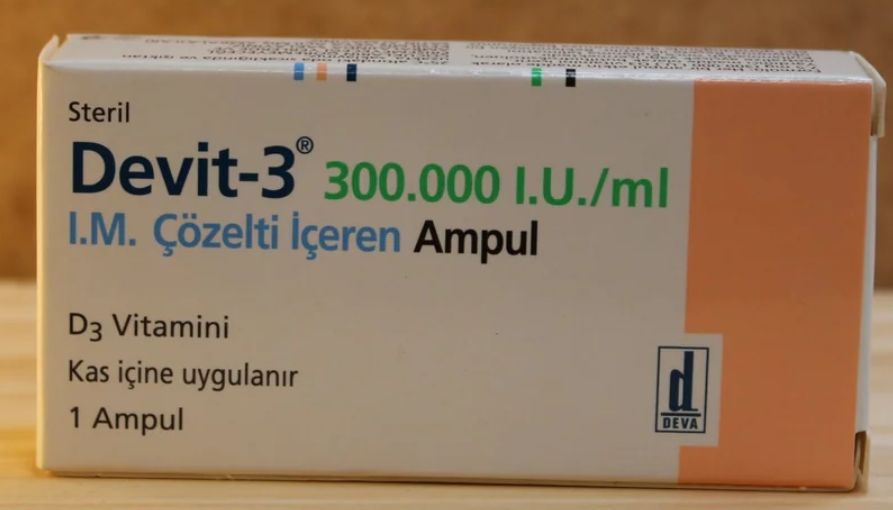 Steril
Devit-3® 300.000 I.U./ml
I.M. Çözelti İçeren Ampul
D3 Vitamini
Kas içine uygulanır
1 Ampul
d
DEVA